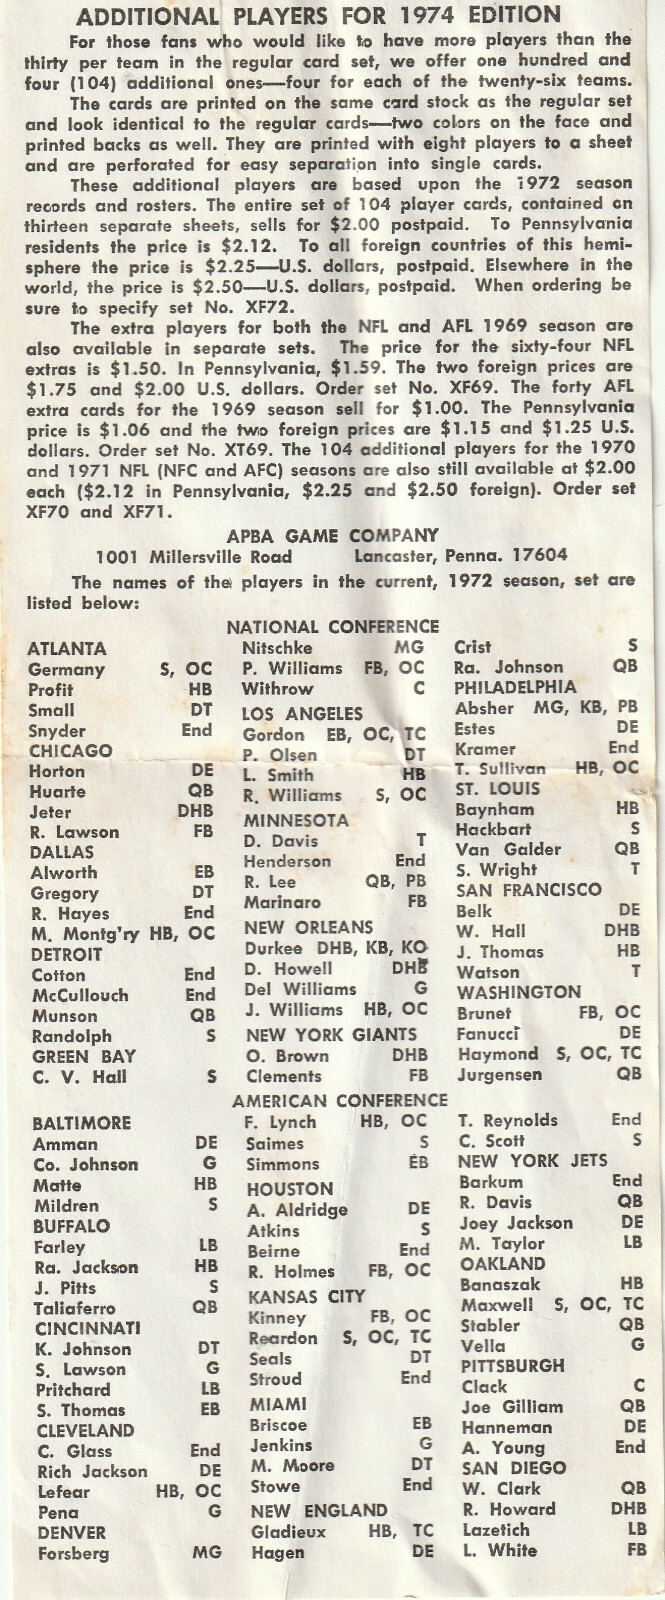 ADDITIONAL PLAYERS FOR 1974 EDITION
For those fans who would like to have more players than the
thirty per team in the regular card set, we offer one hundred and
four (104) additional ones—four for each of the twenty-six teams.
The cards are printed on the same card stock as the regular set
and look identical to the regular cards—two colors on the face and
printed backs as well. They are printed with eight players to a sheet
and are perforated for easy separation into single cards.
These additional players are based upon the 1972 season
records and rosters. The entire set of 104 player cards, contained on
thirteen separate sheets, sells for $2.00 postpaid. To Pennsylvania
residents the price is $2.12. To all foreign countries of this hemi-
sphere the price is $2.25—U.S. dollars, postpaid. Elsewhere in the
world, the price is $2.50—U.S. dollars, postpaid. When ordering be
sure to specify set No. XF72.
The extra players for both the NFL and AFL 1969 season are
also available in separate sets. The price for the sixty-four NFL
extras is $1.50. In Pennsylvania, $1.59. The two foreign prices are
$1.75 and $2.00 U.S. dollars. Order set No. XF69. The forty AFL
extra cards for the 1969 season sell for $1.00. The Pennsylvania
price is $1.06 and the two foreign prices are $1.15 and $1.25 U.S.
dollars. Order set No. XT69. The 104 additional players for the 1970
and 1971 NFL (NFC and AFC) seasons are also still available at $2.00
each ($2.12 in Pennsylvania, $2.25 and $2.50 foreign). Order set
XF70 and XF71.
APBA GAME COMPANY
1001 Millersville Road Lancaster, Penna. 17604
The names of the players in the current, 1972 season, set are
listed below:
NATIONAL CONFERENCE
ATLANTA
Germany S, OC
Profit HB
Small DT
Snyder End
CHICAGO
Horton DE
Huarte QB
Jeter DHB
R. Lawson FB
DALLAS
Alworth EB
Gregory DT
R. Hayes End
M. Montg'ry HB, OC
DETROIT
Cotton End
McCullouch End
Munson QB
Randolph S
GREEN BAY
C. V. Hall S
Nitschke MG
P. Williams FB, OC
Withrow C
LOS ANGELES
Gordon EB, OC, TC
P. Olsen DT
L. Smith HB
R. Williams S, OC
MINNESOTA
D. Davis T
Henderson End
R. Lee QB, PB
Marinaro FB
NEW ORLEANS
Durkee DHB, KB, KO
D. Howell DHB
Del Williams G
J. Williams HB, OC
NEW YORK GIANTS
O. Brown DHB
Clements FB
Crist S
Ra. Johnson QB
PHILADELPHIA
Absher MG, KB, PB
Estes DE
Kramer End
T. Sullivan HB, OC
ST. LOUIS
Baynham HB
Hackbart S
Van Galder QB
S. Wright T
SAN FRANCISCO
Belk DE
W. Hall DHB
J. Thomas HB
Watson T
WASHINGTON
Brunet FB, OC
Fanucci DE
Haymond S, OC, TC
Jurgensen QB
AMERICAN CONFERENCE
BALTIMORE
Amman DE
Co. Johnson G
Matte HB
Mildren S
BUFFALO
Farley LB
Ra. Jackson HB
J. Pitts S
Taliaferro QB
CINCINNATI
K. Johnson DT
S. Lawson G
Pritchard LB
S. Thomas EB
CLEVELAND
C. Glass End
Rich Jackson DE
Lefear HB, OC
Pena G
DENVER
Forsberg MG
F. Lynch HB, OC
Saimes S
Simmons EB
HOUSTON
A. Aldridge DE
Atkins S
Beirne End
R. Holmes FB, OC
KANSAS CITY
Kinney FB, OC
Reardon S, OC, TC
Seals DT
Stroud End
MIAMI
Briscoe EB
Jenkins G
M. Moore DT
Stowe End
NEW ENGLAND
Gladieux HB, TC
Hagen DE
T. Reynolds End
C. Scott S
NEW YORK JETS
Barkum End
R. Davis QB
Joey Jackson DE
M. Taylor LB
OAKLAND
Banaszak HB
Maxwell S, OC, TC
Stabler QB
Vella G
PITTSBURGH
Clack C
Joe Gilliam QB
Hanneman DE
A. Young End
SAN DIEGO
W. Clark QB
R. Howard DHB
Lazetich LB
L. White FB